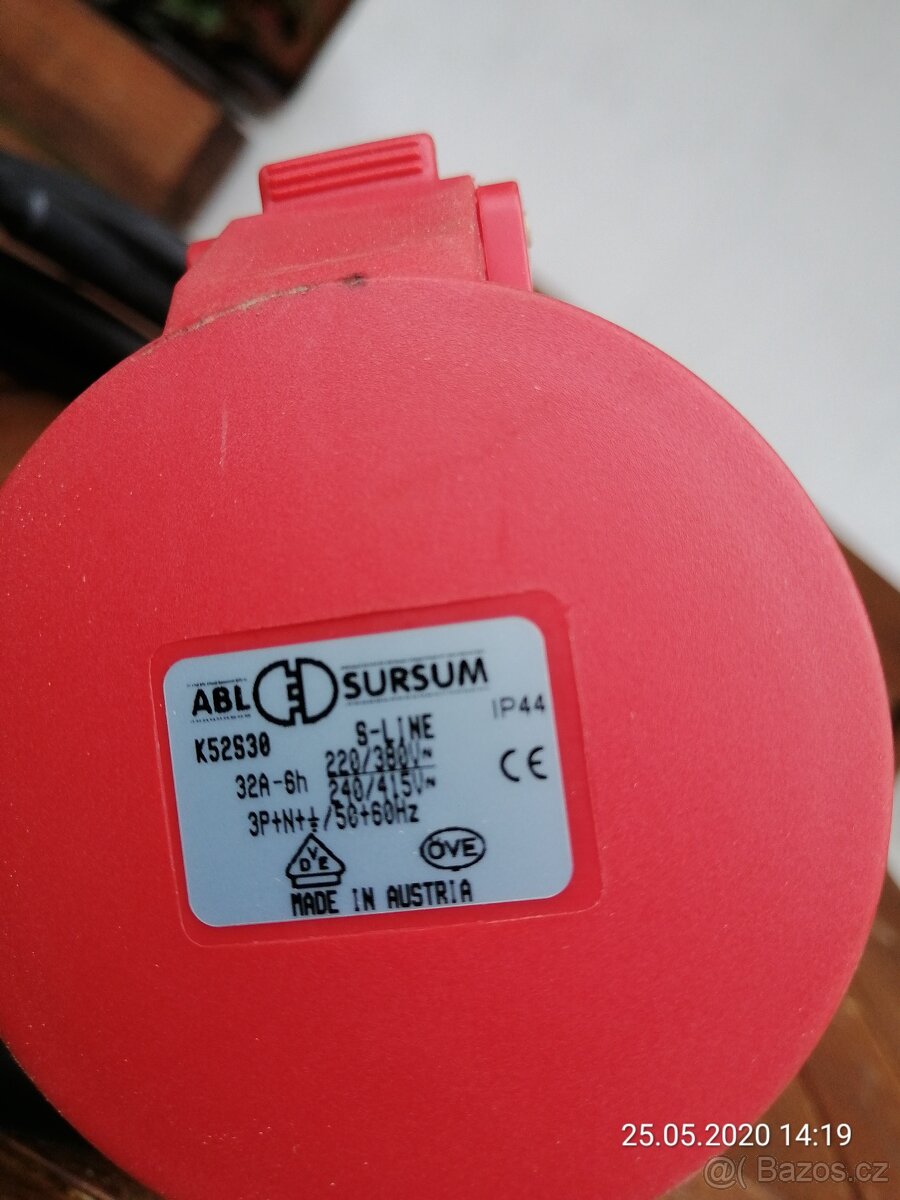 ABL SURSUM
IP44
K52S30 S-LINE
32A-6h 220/380V~
240/415V~
CE
3P+N+⏚/50+60Hz
DVE
ÖVE
MADE IN AUSTRIA
25.05.2020 14:19
@( Bazos.cz